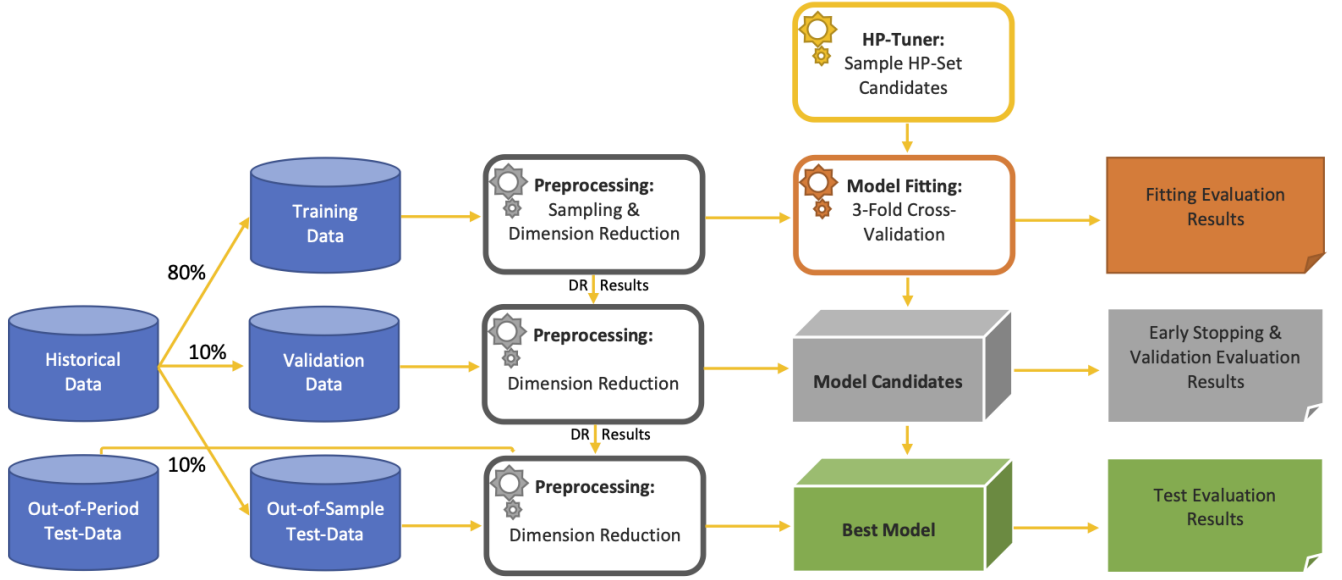 HP-Tuner:
Sample HP-Set
Candidates
Training
Data
Preprocessing:
Sampling &
Dimension Reduction
Model Fitting:
3-Fold Cross-
Validation
Fitting Evaluation
Results
80%
DR Results
Historical
Data
10%
Validation
Data
Preprocessing:
Dimension Reduction
Model Candidates
Early Stopping &
Validation Evaluation
Results
DR Results
10%
Out-of-Period
Test-Data
Out-of-Sample
Test-Data
Preprocessing:
Dimension Reduction
Best Model
Test Evaluation
Results